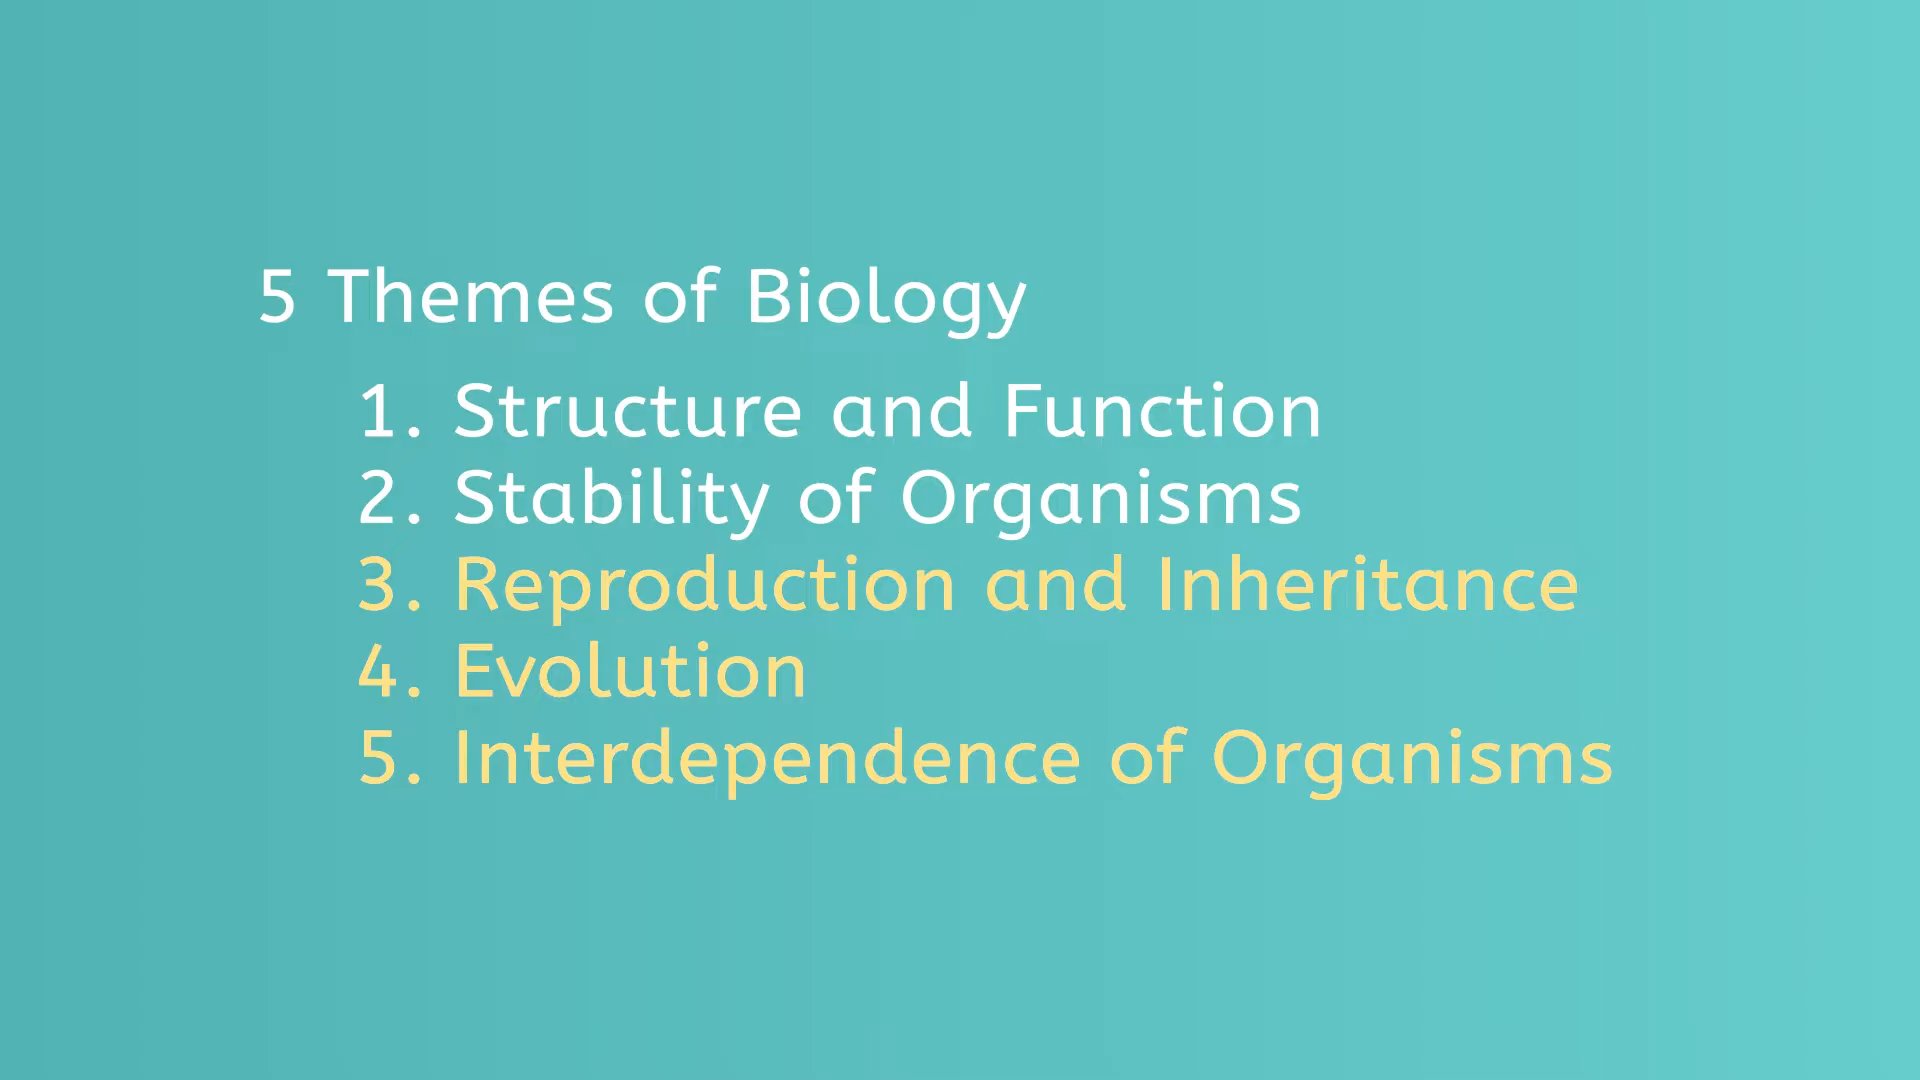 5 Themes of Biology
1. Structure and Function
2. Stability of Organisms
3. Reproduction and Inheritance
4. Evolution
5. Interdependence of Organisms